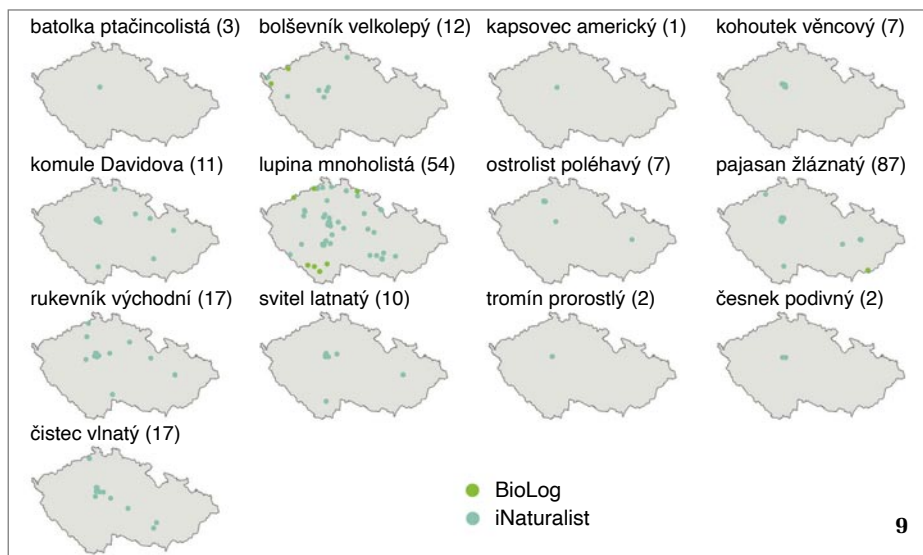 batolka ptačincolistá (3) bolševník velkolepý (12) kapsovec americký (1) kohoutek věncový (7)
komule Davidova (11) lupina mnoholistá (54) ostrolist poléhavý (7) pajasan žláznatý (87)
rukevník východní (17) svitel latnatý (10) tromín prorostlý (2) česnek podivný (2)
čistec vlnatý (17)
BioLog
iNaturalist
9